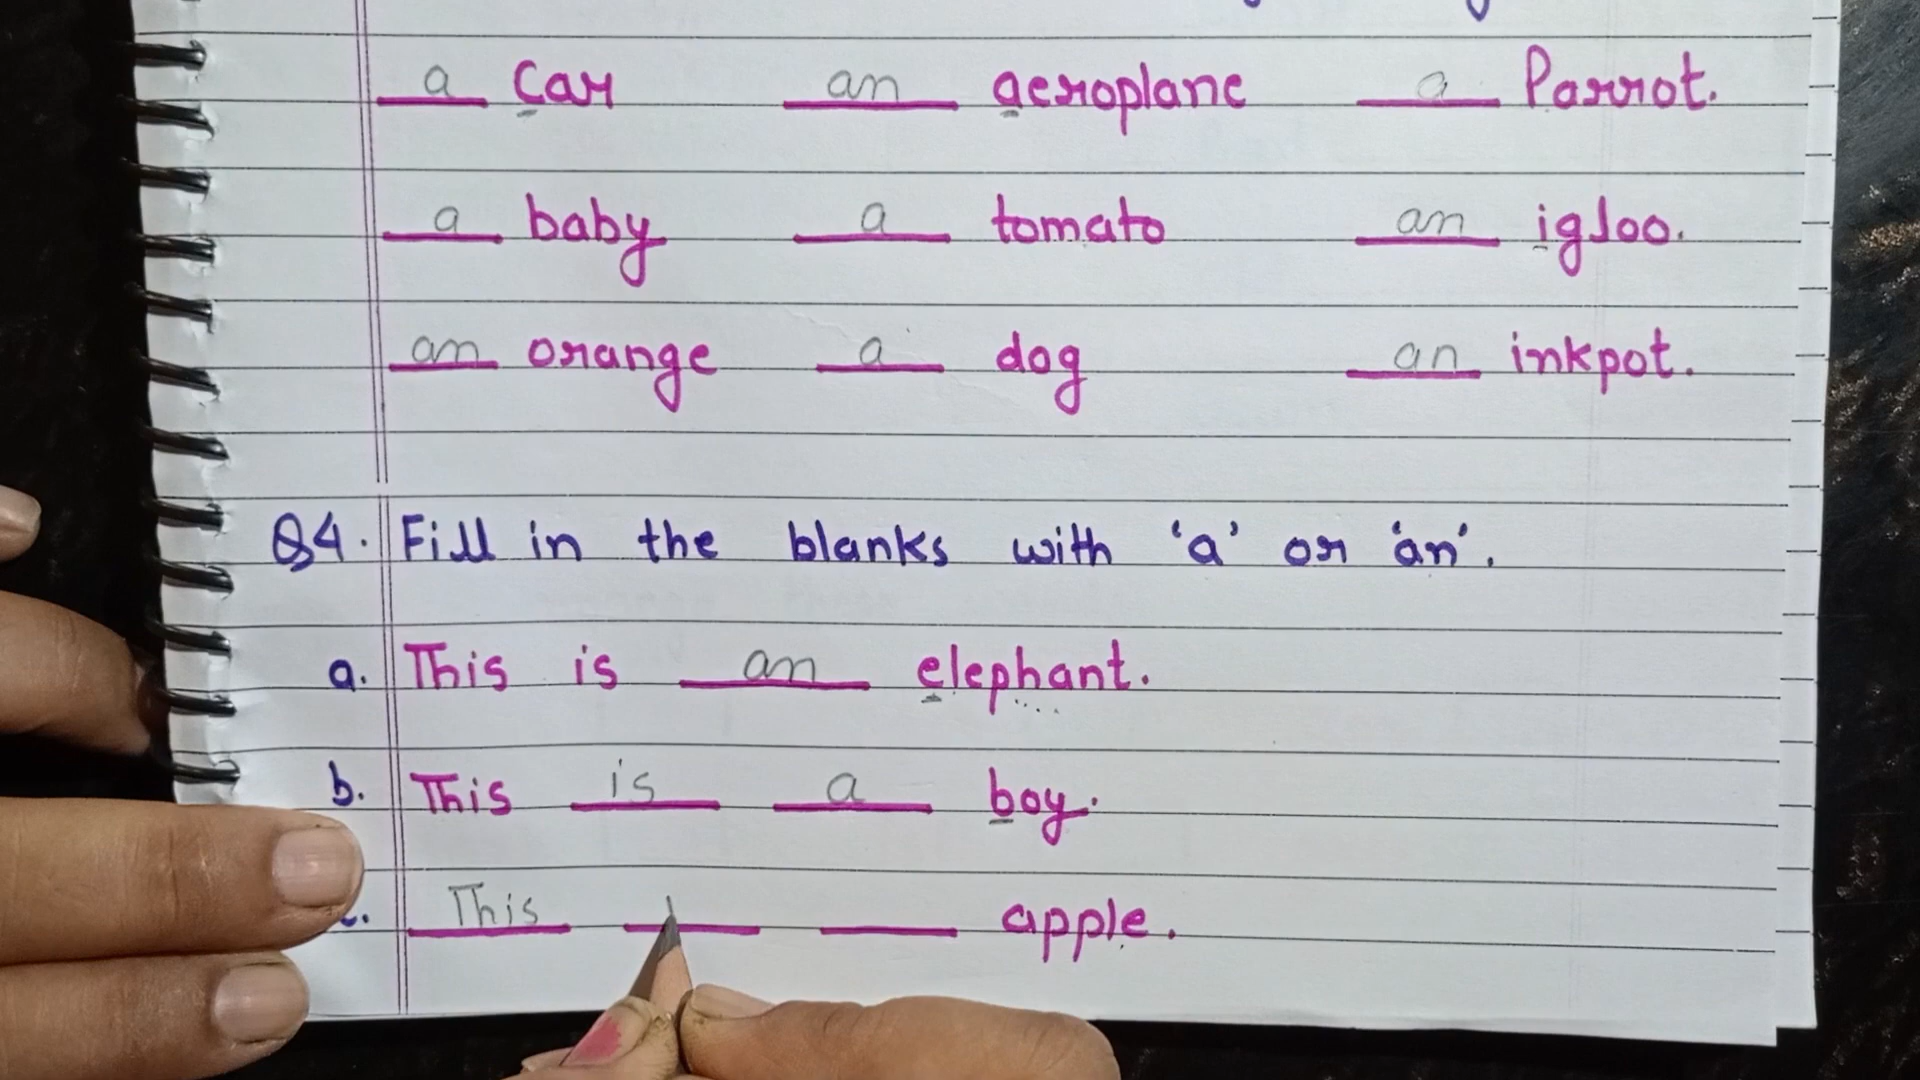 a Car an aeroplane a Parrot.
a baby a tomato an igloo.
an orange a dog an inkpot.
Q4. Fill in the blanks with 'a' or 'an'.
a. This is an elephant.
b. This is a boy.
This apple.